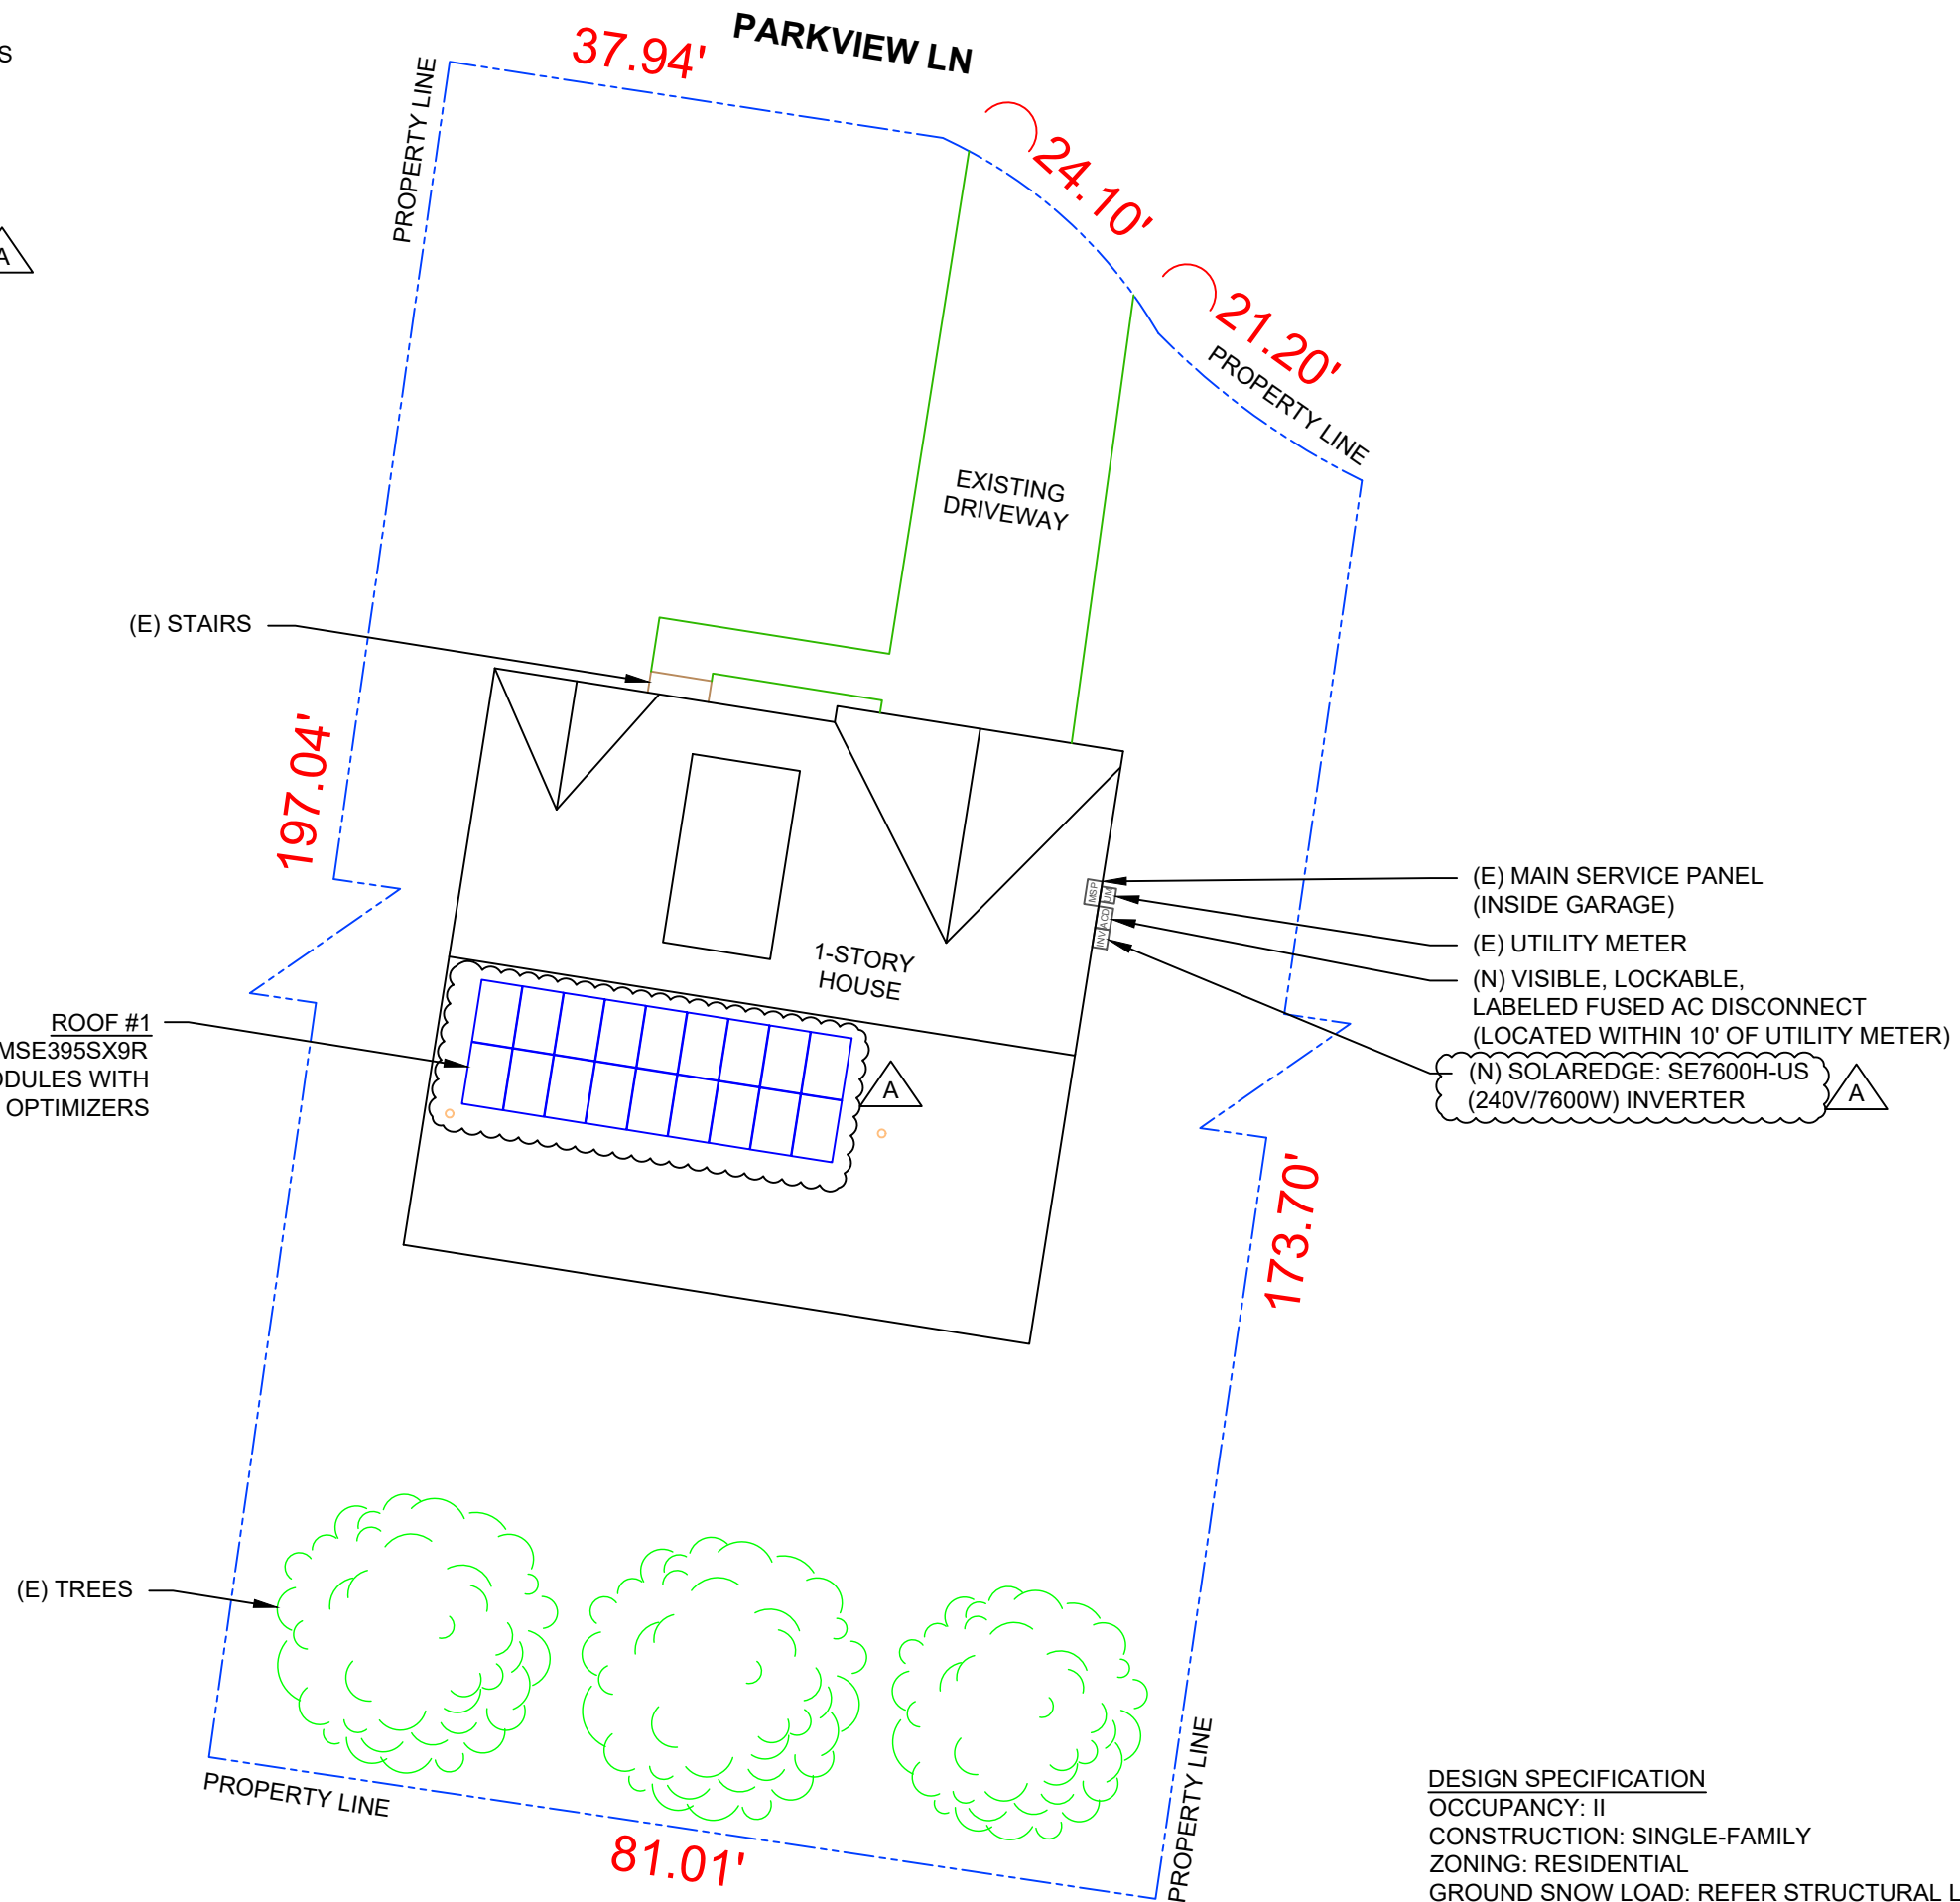 PARKVIEW LN
37.94'
S
PROPERTY LINE
24.10'
A
21.20'
PROPERTY LINE
EXISTING
DRIVEWAY
(E) STAIRS
197.04'
(E) MAIN SERVICE PANEL
(INSIDE GARAGE)
MSP
UM
ACD
INV
(E) UTILITY METER
1-STORY
HOUSE
(N) VISIBLE, LOCKABLE,
LABELED FUSED AC DISCONNECT
(LOCATED WITHIN 10' OF UTILITY METER)
ROOF #1
MSE395SX9R
ODULES WITH
OPTIMIZERS
A
(N) SOLAREDGE: SE7600H-US
(240V/7600W) INVERTER
A
173.70'
(E) TREES
PROPERTY LINE
PROPERTY LINE
81.01'
DESIGN SPECIFICATION
OCCUPANCY: II
CONSTRUCTION: SINGLE-FAMILY
ZONING: RESIDENTIAL
GROUND SNOW LOAD: REFER STRUCTURAL L